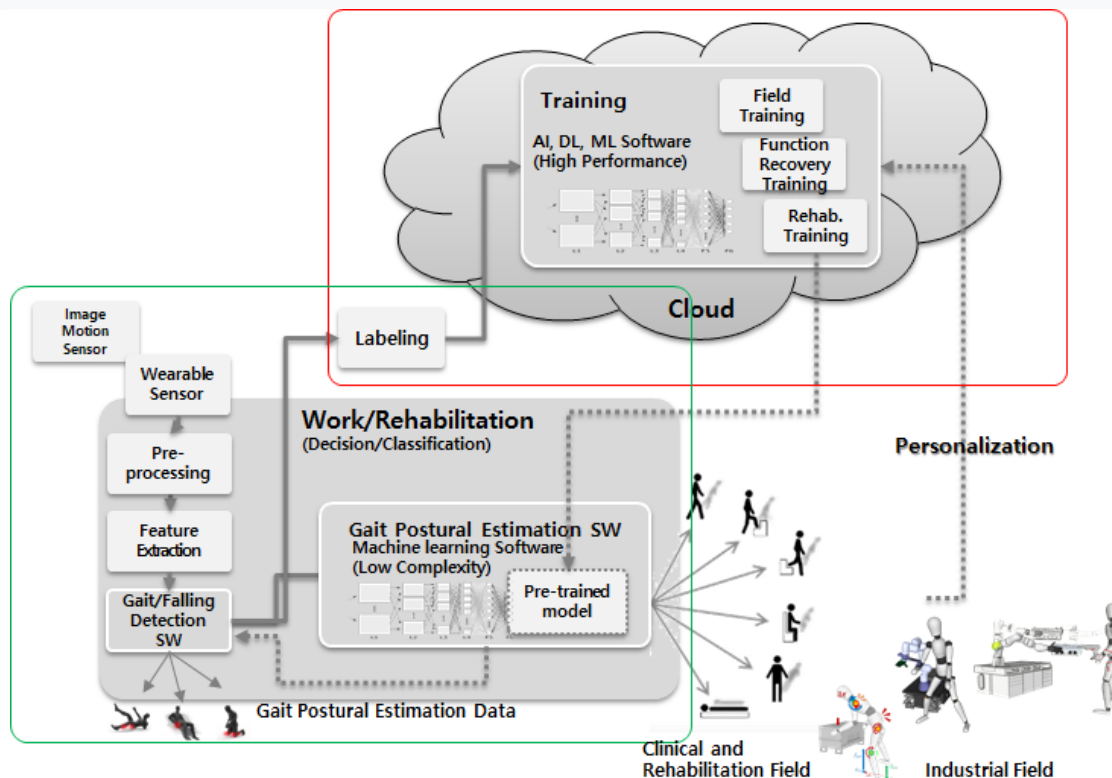 Training
AI, DL, ML Software
(High Performance)
Field
Training
Function
Recovery
Training
Rehab.
Training
Cloud
Image
Motion
Sensor
Labeling
Wearable
Sensor
Work/Rehabilitation
(Decision/Classification)
Pre-
processing
Personalization
Feature
Extraction
Gait Postural Estimation SW
Machine learning Software
(Low Complexity)
Pre-trained
model
Gait/Falling
Detection
SW
Gait Postural Estimation Data
Clinical and
Rehabilitation Field
Industrial Field